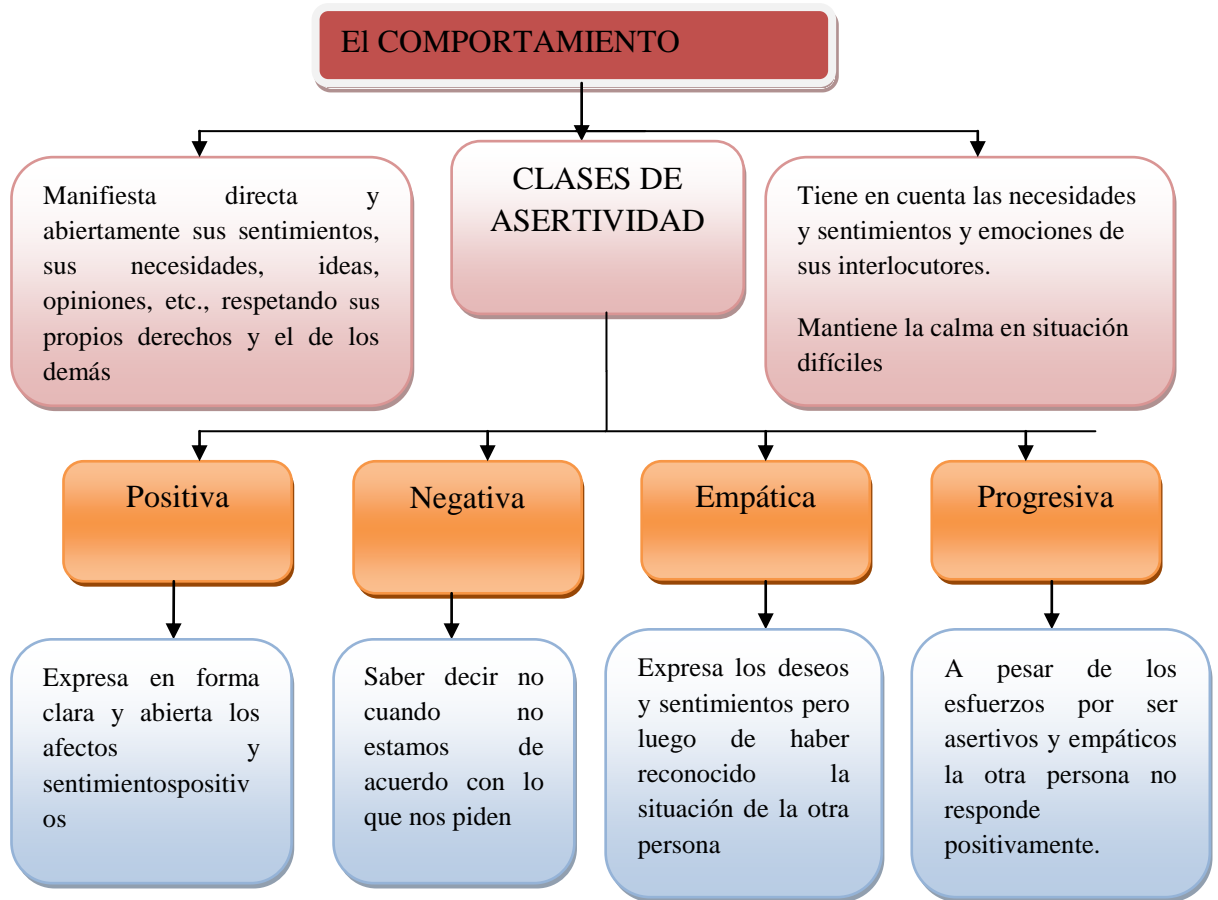 El COMPORTAMIENTO
Manifiesta directa y
abiertamente sus sentimientos,
sus necesidades, ideas,
opiniones, etc., respetando sus
propios derechos y el de los
demás
CLASES DE
ASERTIVIDAD
Tiene en cuenta las necesidades
y sentimientos y emociones de
sus interlocutores.
Mantiene la calma en situación
difíciles
Positiva
Negativa
Empática
Progresiva
Expresa en forma
clara y abierta los
afectos y
sentimientospositiv
os
Saber decir no
cuando no
estamos de
acuerdo con lo
que nos piden
Expresa los deseos
y sentimientos pero
luego de haber
reconocido la
situación de la otra
persona
A pesar de los
esfuerzos por ser
asertivos y empáticos
la otra persona no
responde
positivamente.